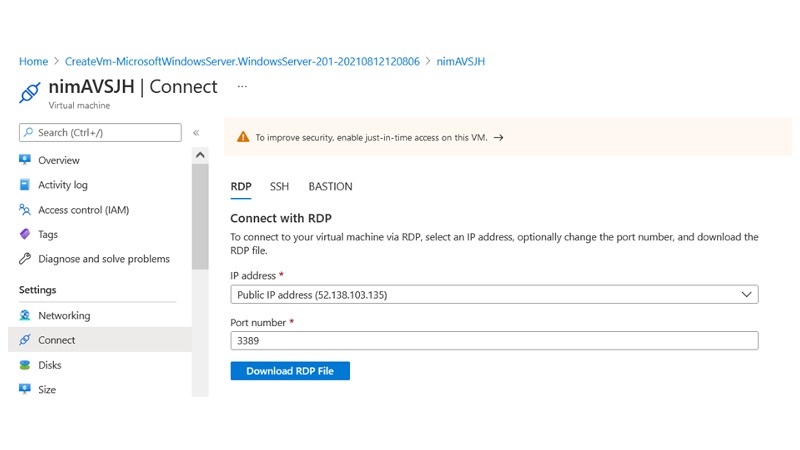 Home > CreateVm-MicrosoftWindowsServer.WindowsServer-201-20210812120806 > nimAVSJH
nimAVSJH | Connect ...
Virtual machine
Search (Ctrl+/) «
Overview
Activity log
Access control (IAM)
Tags
Diagnose and solve problems
Settings
Networking
Connect
Disks
Size
To improve security, enable just-in-time access on this VM. →
RDP SSH BASTION
Connect with RDP
To connect to your virtual machine via RDP, select an IP address, optionally change the port number, and download the
RDP file.
IP address *
Public IP address (52.138.103.135)
Port number *
3389
Download RDP File